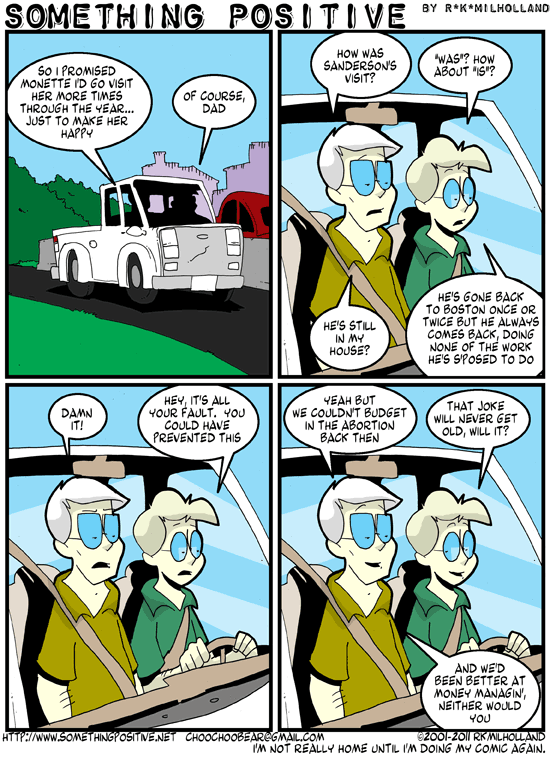 SOMETHING POSITIVE BY R*K*MILHOLLAND
SO I PROMISED
MONETTE I'D GO VISIT
HER MORE TIMES
THROUGH THE YEAR...
JUST TO MAKE HER
HAPPY
OF COURSE,
DAD
HOW WAS
SANDERSON'S
VISIT?
"WAS"? HOW
ABOUT "IS"?
HE'S STILL
IN MY
HOUSE?
HE'S GONE BACK
TO BOSTON ONCE OR
TWICE BUT HE ALWAYS
COMES BACK, DOING
NONE OF THE WORK
HE'S S'POSED TO DO
DAMN
IT!
HEY, IT'S ALL
YOUR FAULT. YOU
COULD HAVE
PREVENTED THIS
YEAH BUT
WE COULDN'T BUDGET
IN THE ABORTION
BACK THEN
THAT JOKE
WILL NEVER GET
OLD, WILL IT?
AND WE'D
BEEN BETTER AT
MONEY MANAGIN',
NEITHER WOULD
YOU
HTTP://WWW.SOMETHINGPOSITIVE.NET CHOOCHOOBEAR@GMAIL.COM ©2001-2011 RKMILHOLLAND
I'M NOT REALLY HOME UNTIL I'M DOING MY COMIC AGAIN.